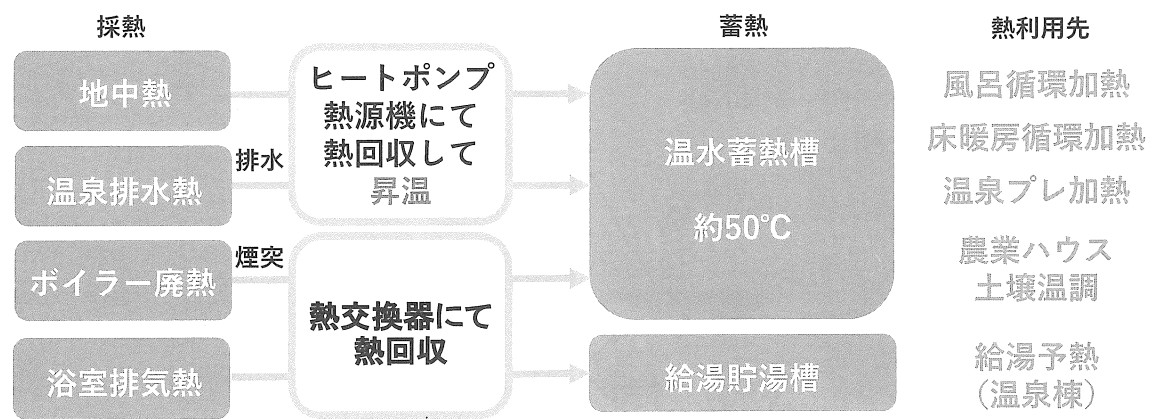 採熱
蓄熱
熱利用先
地中熱
温泉排水熱
ボイラー廃熱
浴室排気熱
排水
煙突
ヒートポンプ
熱源機にて
熱回収して
昇温
熱交換器にて
熱回収
温水蓄熱槽
約50℃
給湯貯湯槽
風呂循環加熱
床暖房循環加熱
温泉プレ加熱
農業ハウス
土壌温調
給湯予熱
（温泉棟）